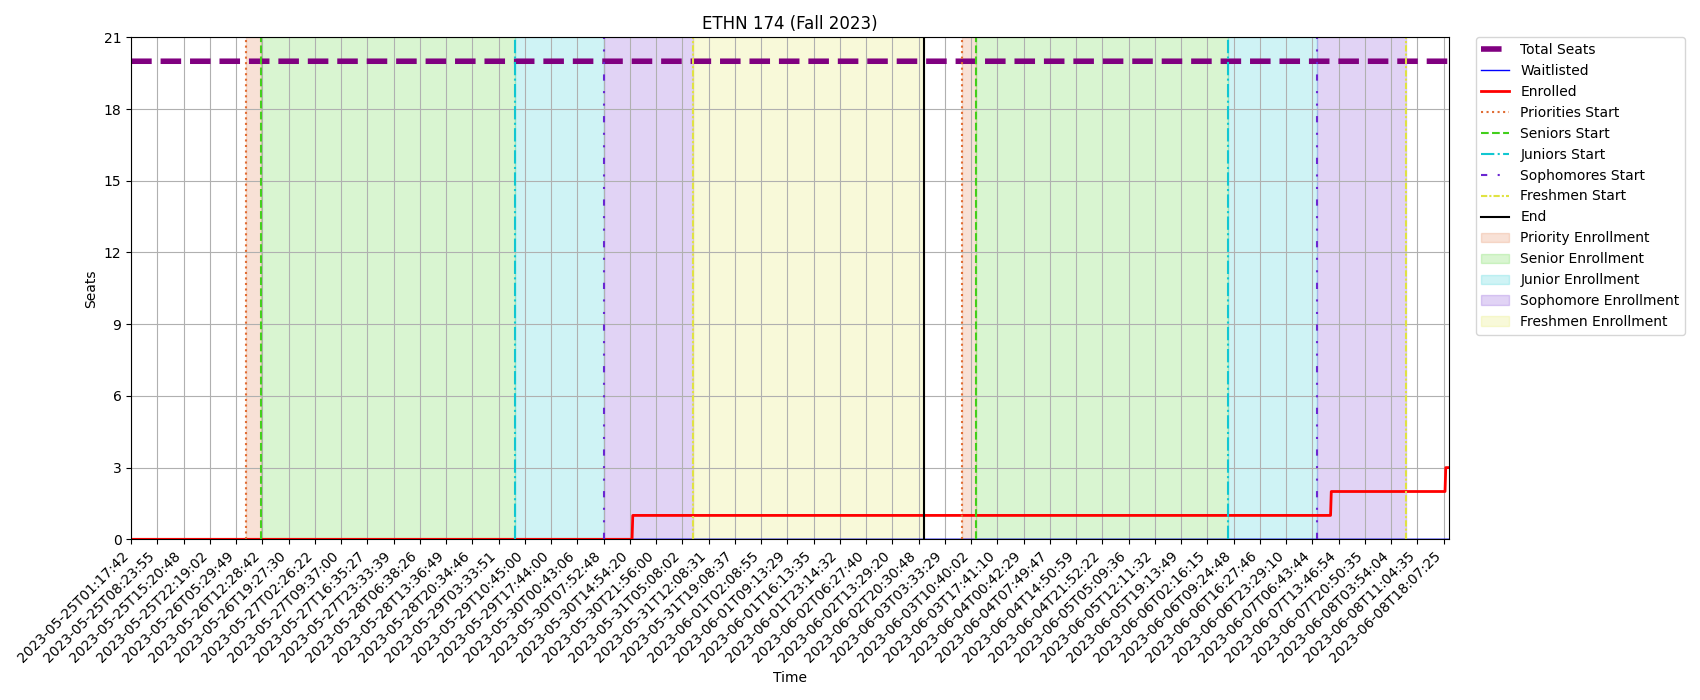 ETHN 174 (Fall 2023)
21
18
15
12
9
6
3
0
Seats
2023-05-25T01:17:42
2023-05-25T08:23:55
2023-05-25T15:20:48
2023-05-25T22:19:02
2023-05-26T05:29:49
2023-05-26T12:28:42
2023-05-26T19:27:30
2023-05-27T02:26:22
2023-05-27T09:37:00
2023-05-27T16:35:27
2023-05-27T23:33:39
2023-05-28T06:38:26
2023-05-28T13:36:49
2023-05-28T20:34:46
2023-05-29T03:33:51
2023-05-29T10:45:00
2023-05-29T17:44:00
2023-05-30T00:43:06
2023-05-30T07:52:48
2023-05-30T14:54:20
2023-05-30T21:56:00
2023-05-31T05:08:02
2023-05-31T12:08:31
2023-05-31T19:08:37
2023-06-01T02:08:55
2023-06-01T09:13:29
2023-06-01T16:13:35
2023-06-01T23:14:32
2023-06-02T06:27:40
2023-06-02T13:29:20
2023-06-02T20:30:48
2023-06-03T03:33:29
2023-06-03T10:40:02
2023-06-03T17:41:10
2023-06-04T00:42:29
2023-06-04T07:49:47
2023-06-04T14:50:59
2023-06-04T21:52:22
2023-06-05T05:09:36
2023-06-05T12:11:32
2023-06-05T19:13:49
2023-06-06T02:16:15
2023-06-06T09:24:48
2023-06-06T16:27:46
2023-06-06T23:29:10
2023-06-07T06:43:44
2023-06-07T13:46:54
2023-06-07T20:50:35
2023-06-08T03:54:04
2023-06-08T11:04:35
2023-06-08T18:07:25
Time
Total Seats
Waitlisted
Enrolled
Priorities Start
Seniors Start
Juniors Start
Sophomores Start
Freshmen Start
End
Priority Enrollment
Senior Enrollment
Junior Enrollment
Sophomore Enrollment
Freshmen Enrollment